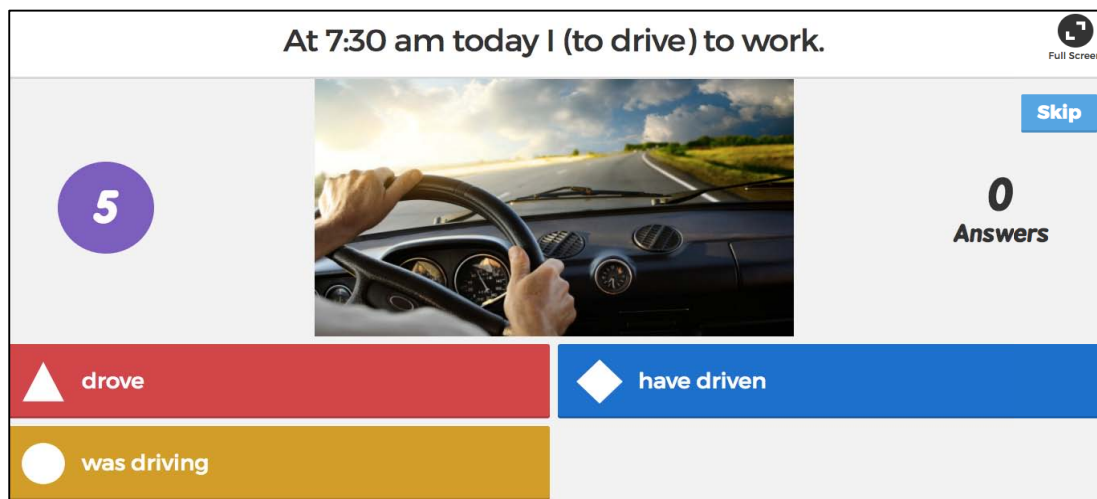 At 7:30 am today I (to drive) to work.
Full Screen
Skip
5
0
Answers
drove
have driven
was driving